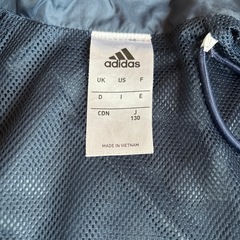 adidas
UK US F
D I E
CDN J
130
MADE IN VIETNAM